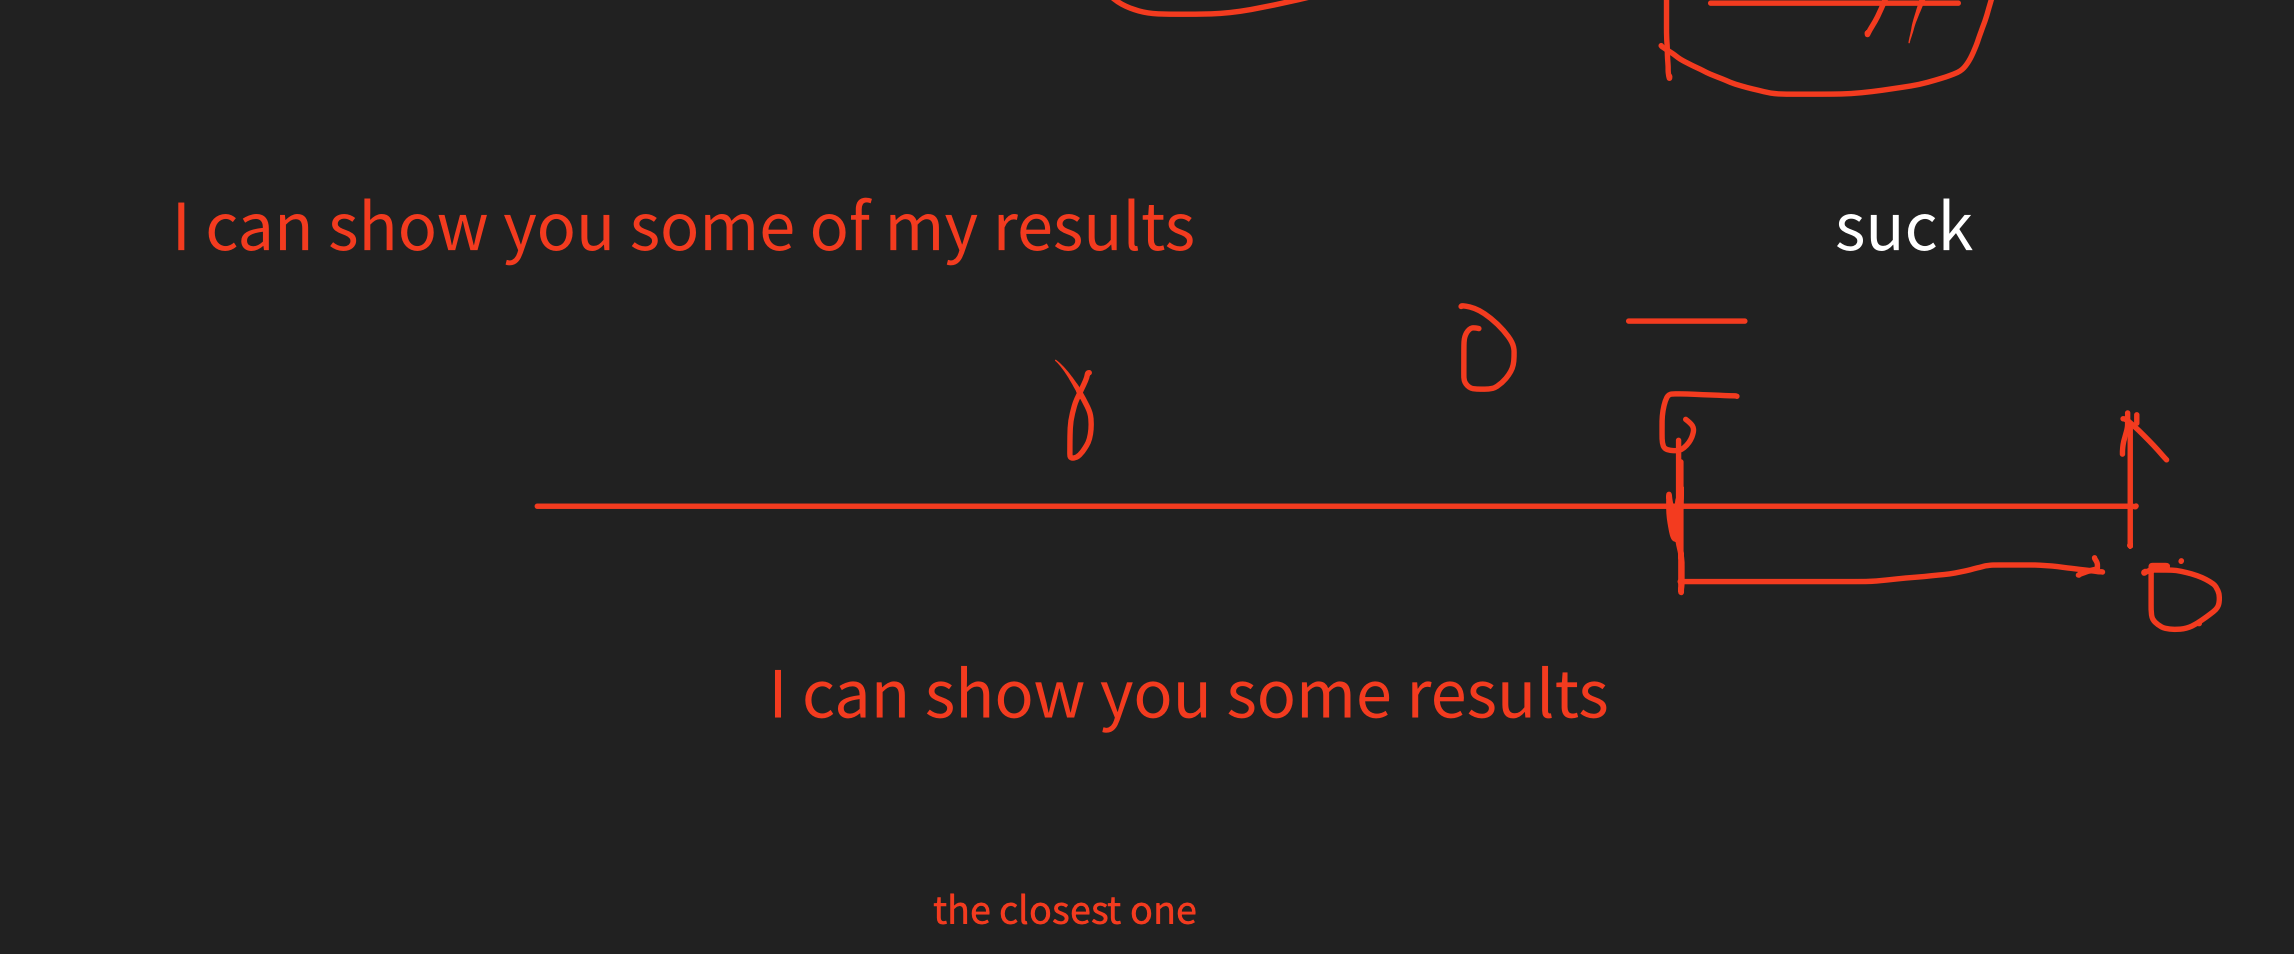 I can show you some of my results
suck
I can show you some results
the closest one